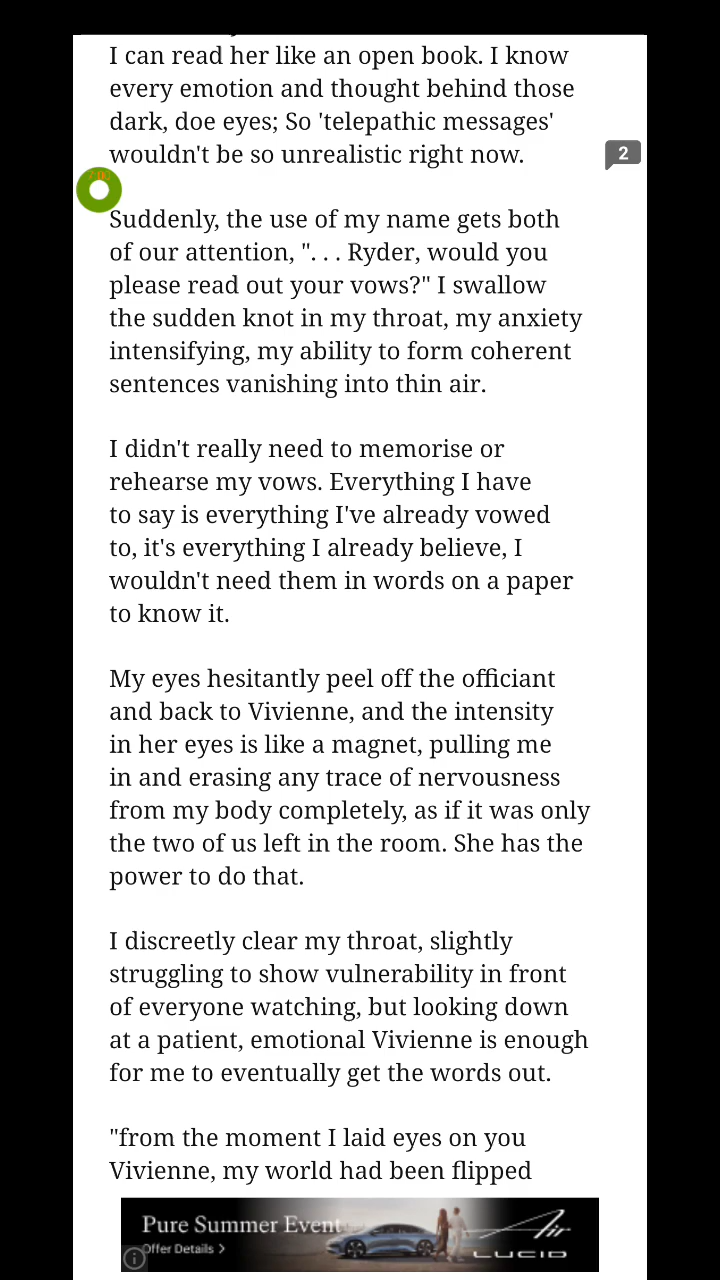 I can read her like an open book. I know
every emotion and thought behind those
dark, doe eyes; So 'telepathic messages'
wouldn't be so unrealistic right now.
2
Suddenly, the use of my name gets both
of our attention, ". . . Ryder, would you
please read out your vows?" I swallow
the sudden knot in my throat, my anxiety
intensifying, my ability to form coherent
sentences vanishing into thin air.
I didn't really need to memorise or
rehearse my vows. Everything I have
to say is everything I've already vowed
to, it's everything I already believe, I
wouldn't need them in words on a paper
to know it.
My eyes hesitantly peel off the officiant
and back to Vivienne, and the intensity
in her eyes is like a magnet, pulling me
in and erasing any trace of nervousness
from my body completely, as if it was only
the two of us left in the room. She has the
power to do that.
I discreetly clear my throat, slightly
struggling to show vulnerability in front
of everyone watching, but looking down
at a patient, emotional Vivienne is enough
for me to eventually get the words out.
"from the moment I laid eyes on you
Vivienne, my world had been flipped
Pure Summer Event
Offer Details >
Air
LUCID